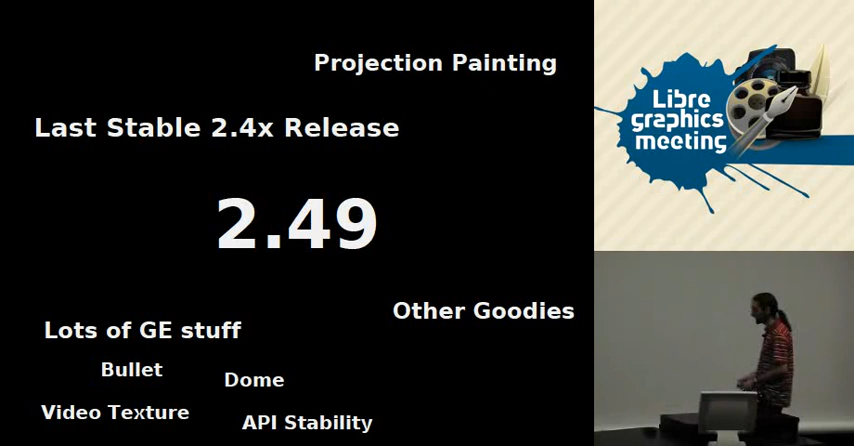 Projection Painting
Last Stable 2.4x Release
2.49
Other Goodies
Lots of GE stuff
Bullet
Dome
Video Texture
API Stability
Libre
graphics
meeting